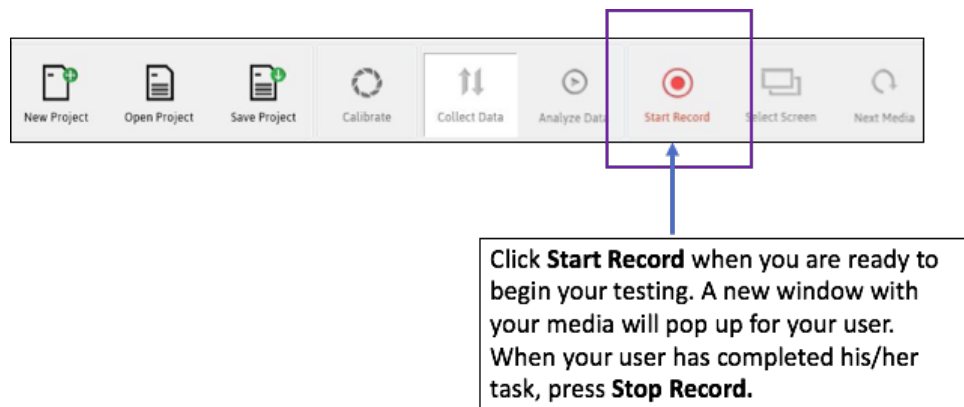 New Project
Open Project
Save Project
Calibrate
Collect Data
Analyze Data
Start Record
Select Screen
Next Media
Click Start Record when you are ready to
begin your testing. A new window with
your media will pop up for your user.
When your user has completed his/her
task, press Stop Record.